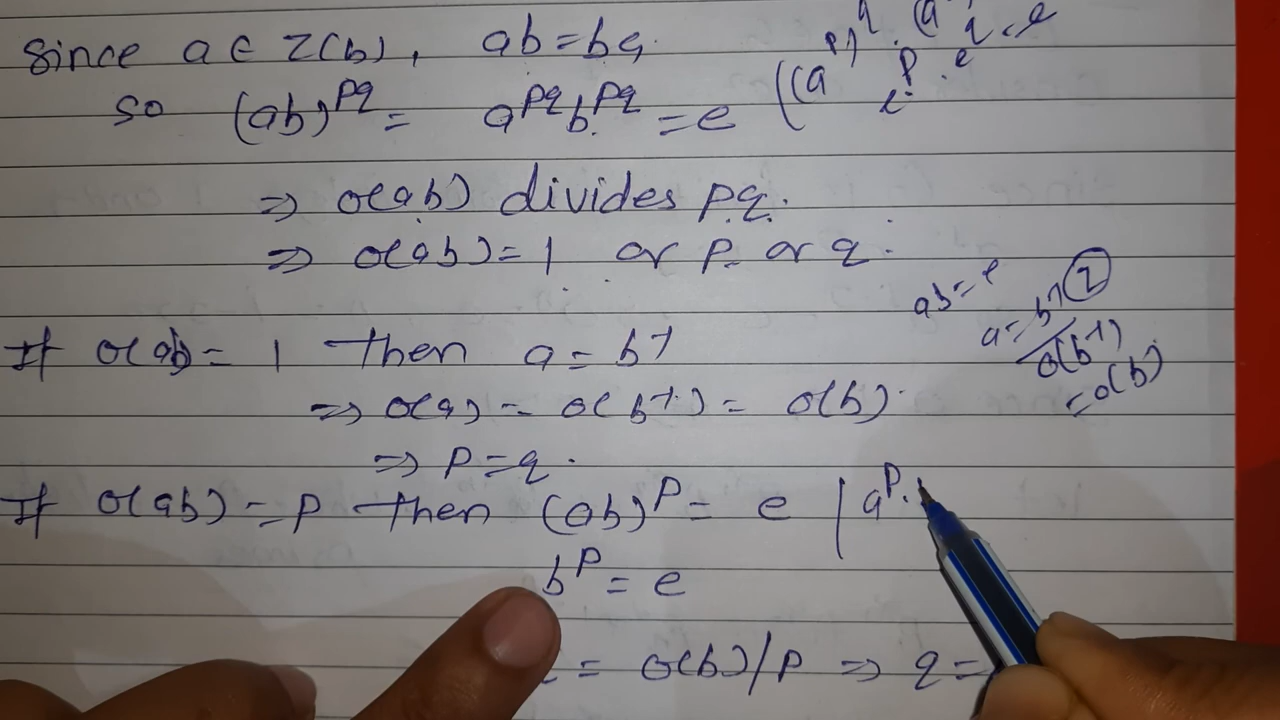 Since a ∈ Z(b), ab = ba.
so (ab)^pq = a^pq b^pq = e
⇒ o(ab) divides p.q.
⇒ o(ab) = 1 or p or q.
ab = e
a = b^-1 2
o(b^-1)
= o(b)
If o(ab) = 1 then a = b^-1
⇒ o(a) = o(b^-1) = o(b).
⇒ p = q.
If o(ab) = p then (ab)^p = e | a^p.
b^p = e
= o(b)/p ⇒ q =